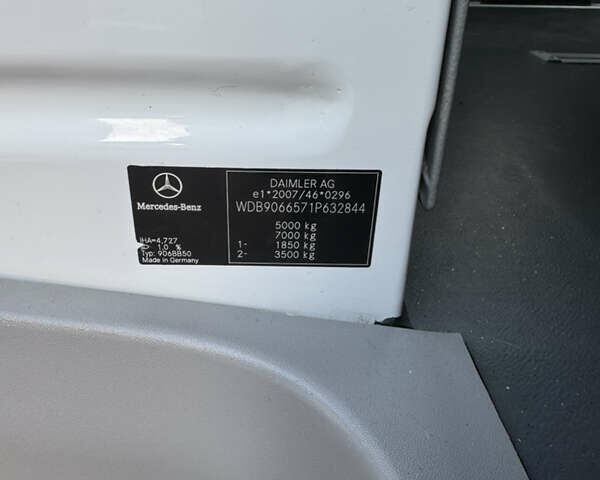 Mercedes-Benz
iHA=4,727
1.0 %
Typ: 906BB50
Made in Germany
DAIMLER AG
e1*2007/46*0296
WDB9066571P632844
5000 kg
7000 kg
1- 1850 kg
2- 3500 kg